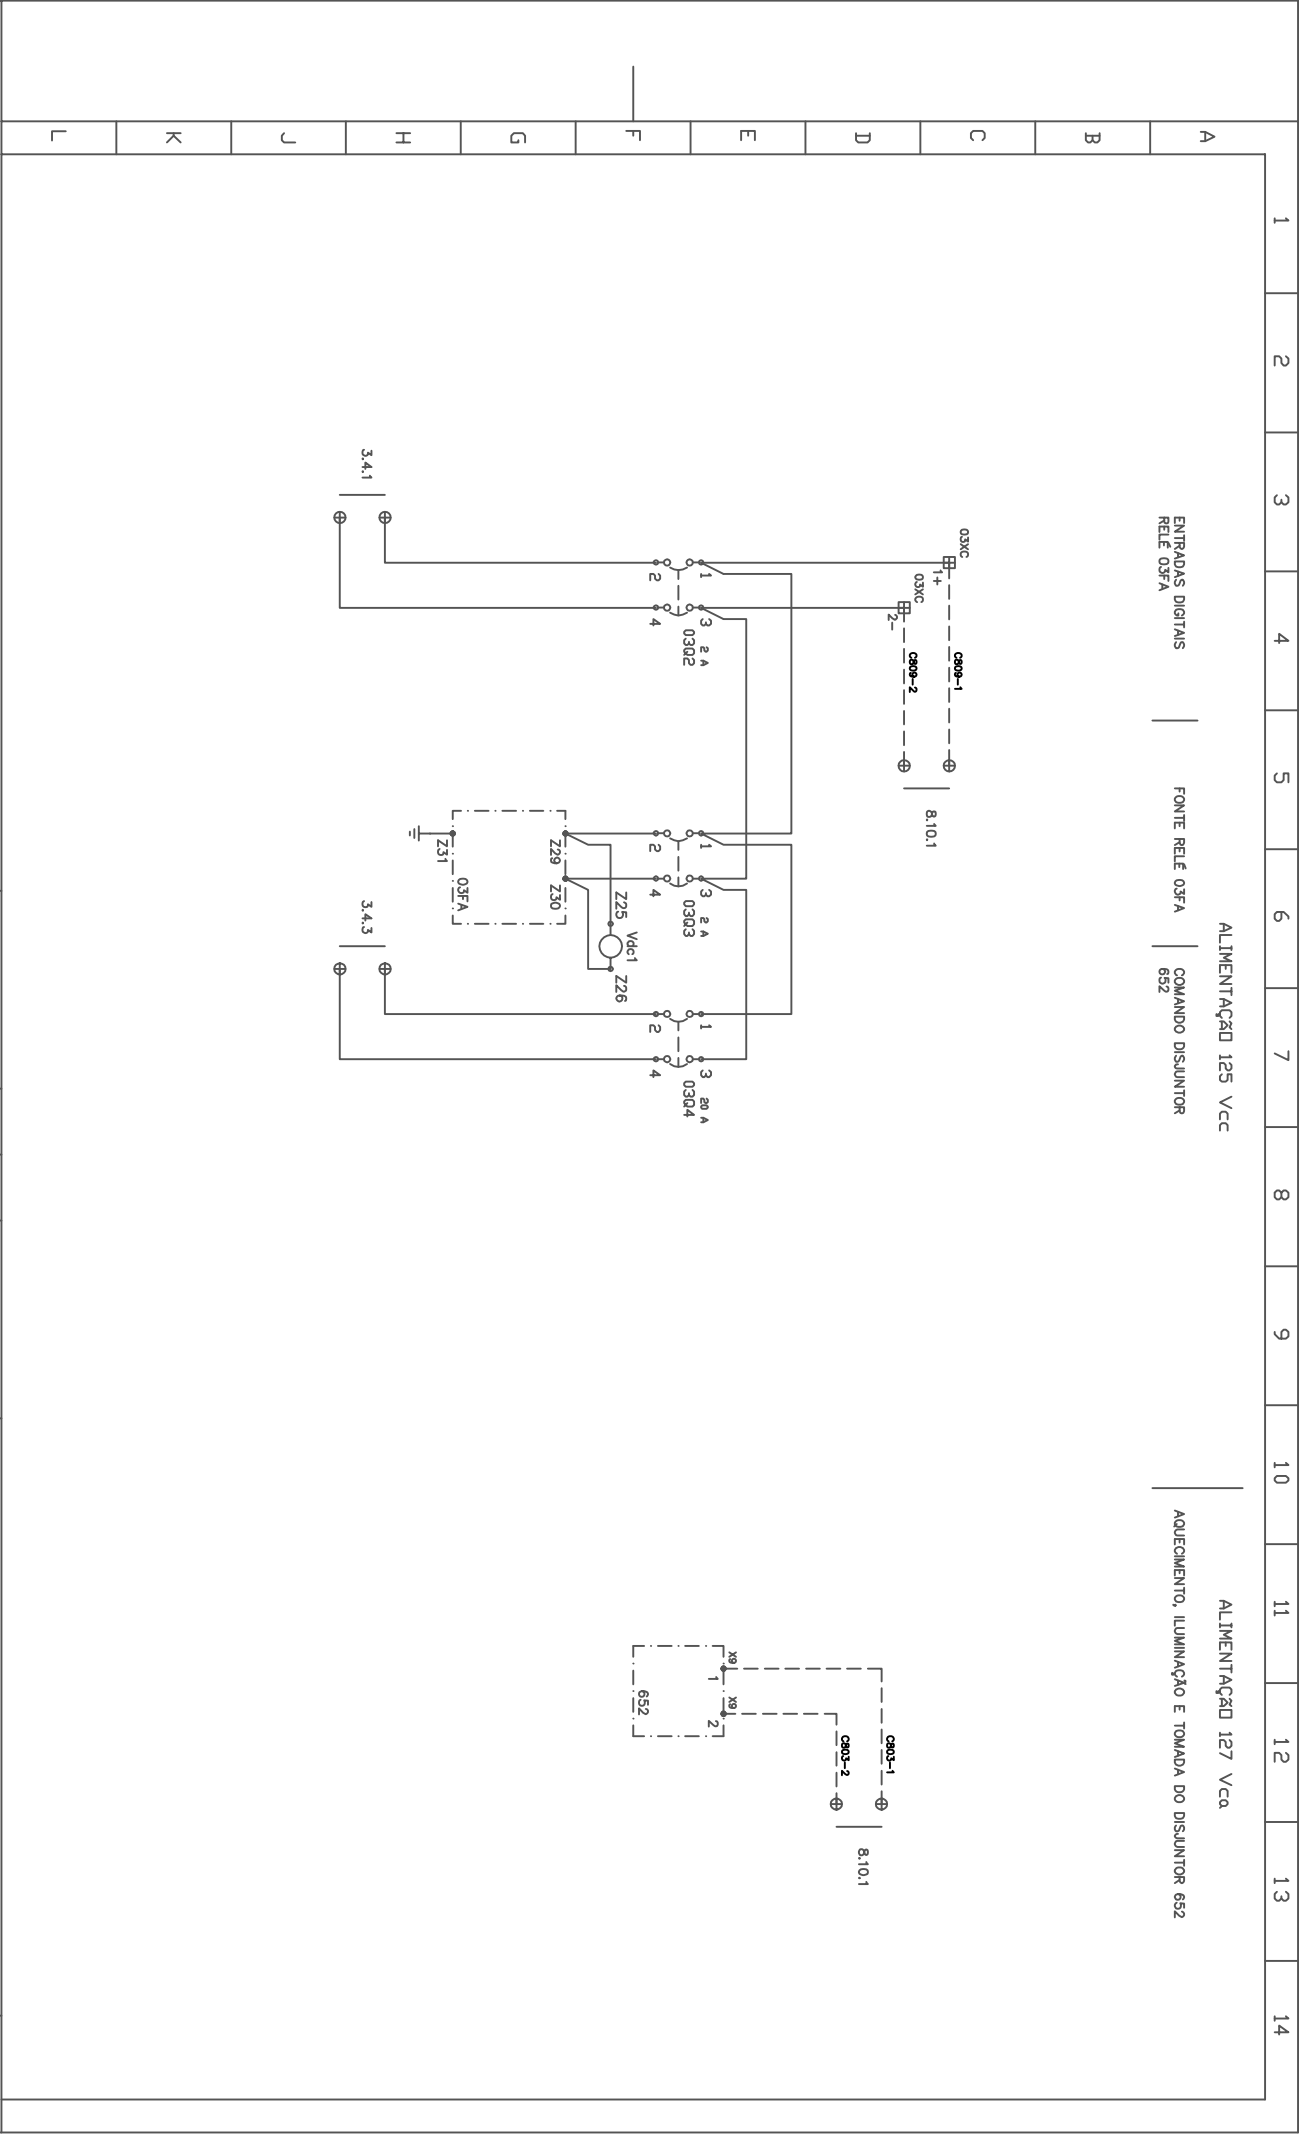 1
2
3
4
5
6
7
8
9
10
11
12
13
14
A
B
C
D
E
F
G
H
J
K
L
ALIMENTAÇÃO 125 Vcc
ALIMENTAÇÃO 127 Vca
ENTRADAS DIGITAIS
RELÉ 03FA
FONTE RELÉ 03FA
COMANDO DISJUNTOR
652
AQUECIMENTO, ILUMINAÇÃO E TOMADA DO DISJUNTOR 652
03XC
1+
C809-1
03XC
2-
C809-2
8.10.1
C803-1
C803-2
8.10.1
X9
1
X9
2
652
1
3
2 A
03Q2
2
4
1
3
2 A
03Q3
2
4
1
3
20 A
03Q4
2
4
Z25
Vdc1
Z26
Z29
Z30
03FA
Z31
3.4.1
3.4.3